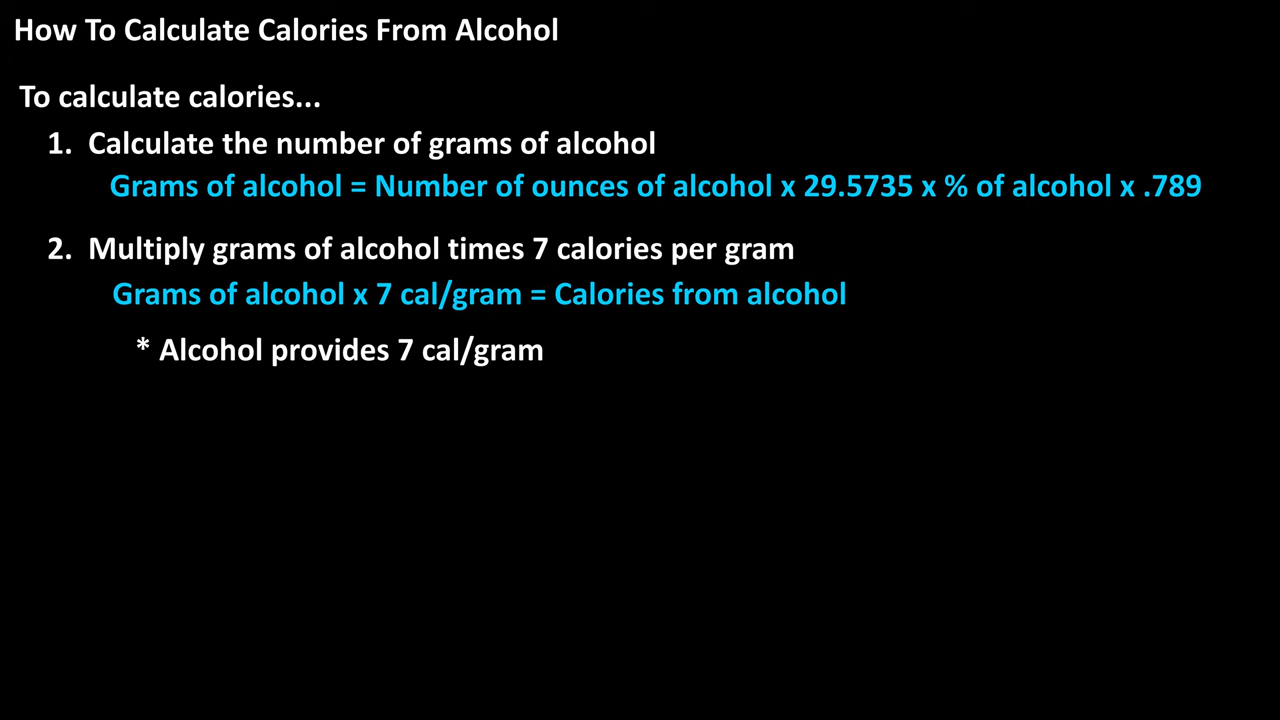 How To Calculate Calories From Alcohol
To calculate calories...
1. Calculate the number of grams of alcohol
Grams of alcohol = Number of ounces of alcohol x 29.5735 x % of alcohol x .789
2. Multiply grams of alcohol times 7 calories per gram
Grams of alcohol x 7 cal/gram = Calories from alcohol
* Alcohol provides 7 cal/gram